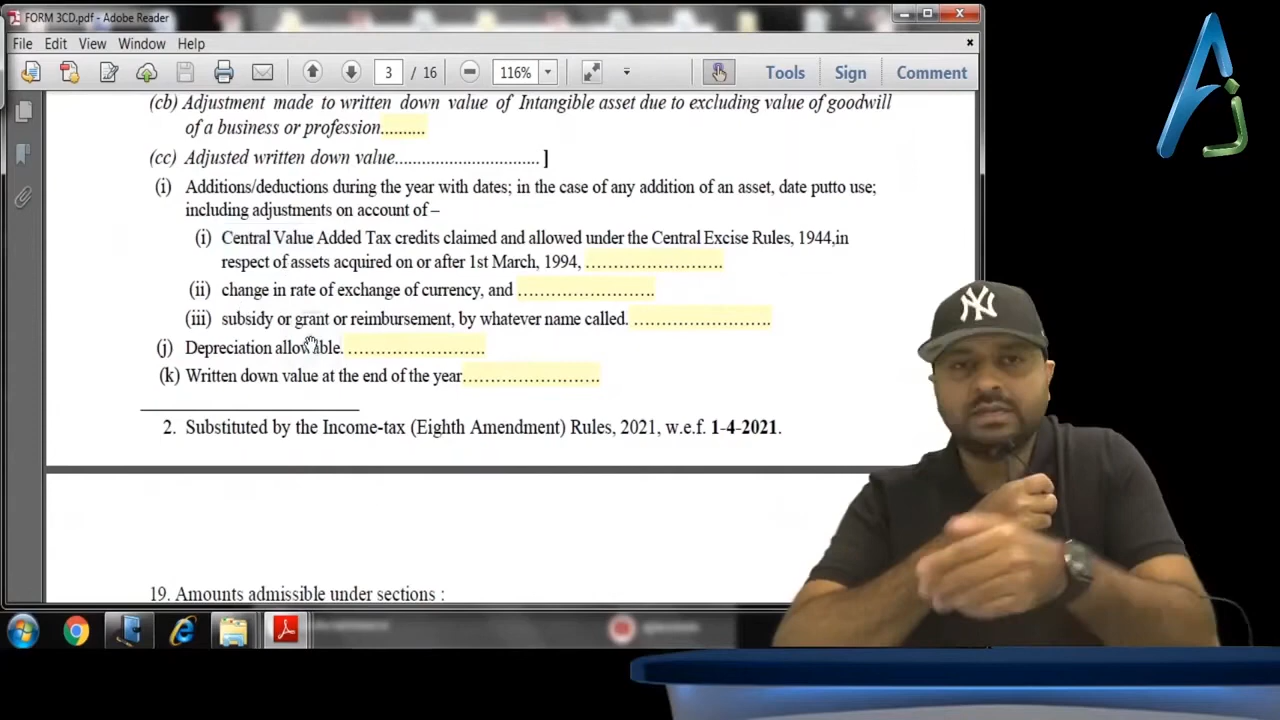 FORM 3CD.pdf - Adobe Reader
File Edit View Window Help
3 / 16 116% Tools Sign Comment
(cb) Adjustment made to written down value of Intangible asset due to excluding value of goodwill
of a business or profession..........
(cc) Adjusted written down value................................ ]
(i) Additions/deductions during the year with dates; in the case of any addition of an asset, date putto use;
including adjustments on account of –
(i) Central Value Added Tax credits claimed and allowed under the Central Excise Rules, 1944,in
respect of assets acquired on or after 1st March, 1994, ……………………
(ii) change in rate of exchange of currency, and ……………………
(iii) subsidy or grant or reimbursement, by whatever name called. ……………………
(j) Depreciation allowable. ……………………
(k) Written down value at the end of the year……………………
2. Substituted by the Income-tax (Eighth Amendment) Rules, 2021, w.e.f. 1-4-2021.
19. Amounts admissible under sections :
NY